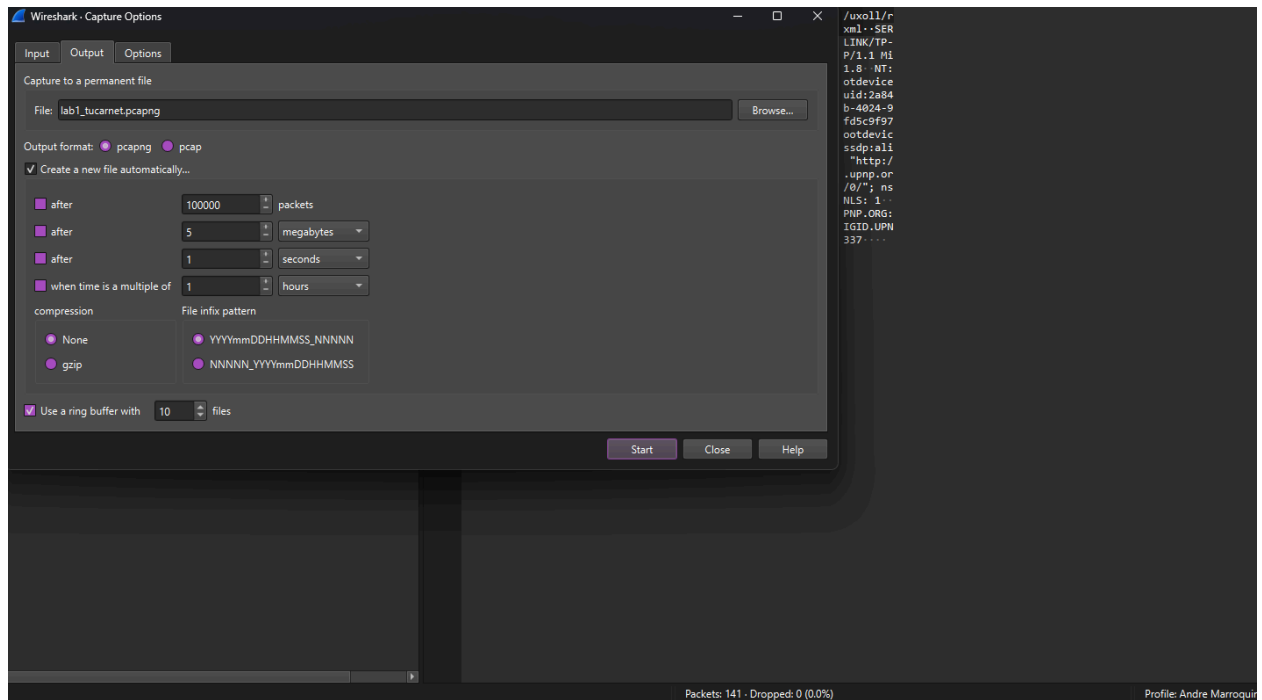 Wireshark · Capture Options
Input Output Options
Capture to a permanent file
File: lab1_tucarnet.pcapng Browse...
Output format: pcapng pcap
Create a new file automatically...
after 100000 packets
after 5 megabytes
after 1 seconds
when time is a multiple of 1 hours
compression File infix pattern
None YYYYmmDDHHMMSS_NNNNN
gzip NNNNN_YYYYmmDDHHMMSS
Use a ring buffer with 10 files
Start Close Help
/uxoll/r
xml··SER
LINK/TP-
P/1.1 Mi
1.8··NT:
otdevice
uid:2a84
b-4024-9
fd5c9f97
ootdevic
ssdp:ali
"http:/
.upnp.or
/0/"; ns
NLS: 1··
PNP.ORG:
IGID.UPN
337····
Packets: 141 · Dropped: 0 (0.0%) Profile: Andre Marroquin